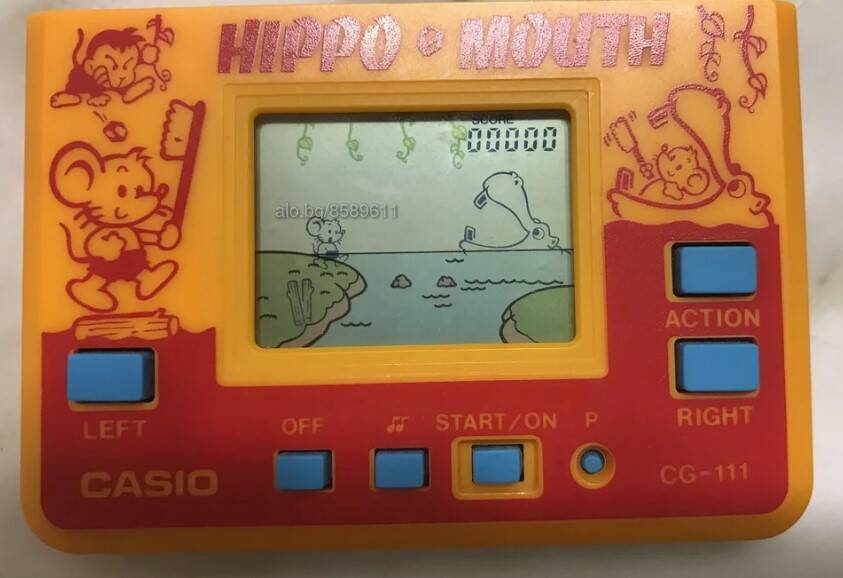 HIPPO MOUTH
SCORE
00000
alo.bg/8589611
ACTION
LEFT
RIGHT
OFF
START/ON
P
CASIO
CG-111